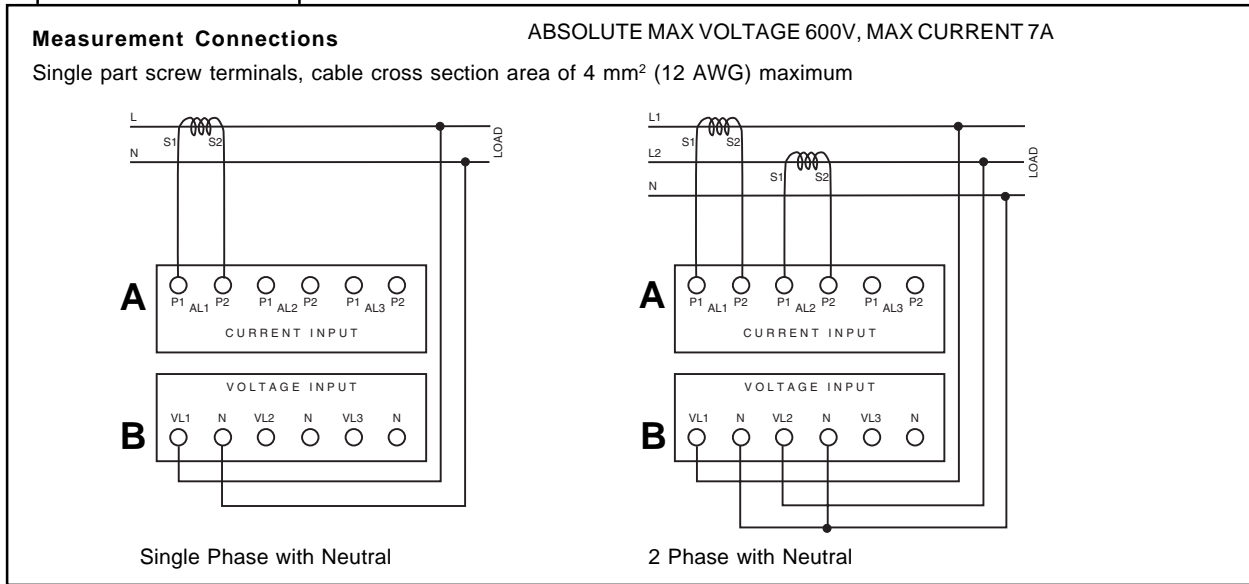 Measurement Connections
ABSOLUTE MAX VOLTAGE 600V, MAX CURRENT 7A
Single part screw terminals, cable cross section area of 4 mm² (12 AWG) maximum
L
S1 S2
N
LOAD
A
P1 AL1 P2 P1 AL2 P2 P1 AL3 P2
CURRENT INPUT
VOLTAGE INPUT
B
VL1 N VL2 N VL3 N
Single Phase with Neutral
L1
S1 S2
L2
S1 S2
N
LOAD
A
P1 AL1 P2 P1 AL2 P2 P1 AL3 P2
CURRENT INPUT
VOLTAGE INPUT
B
VL1 N VL2 N VL3 N
2 Phase with Neutral